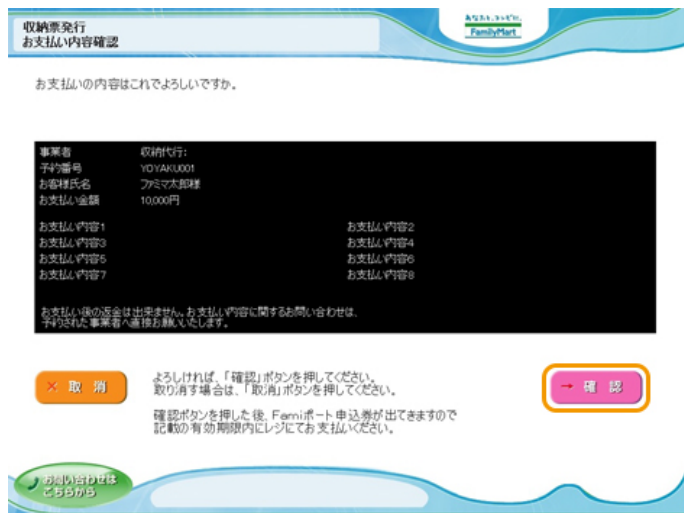 収納票発行
お支払い内容確認
あなたと、コンビに、
FamilyMart
お支払いの内容はこれでよろしいですか。
事業者 収納代行:
予約番号 YOYAKU001
お客様氏名 ファミマ太郎様
お支払い金額 10,000円
お支払い内容1 お支払い内容2
お支払い内容3 お支払い内容4
お支払い内容5 お支払い内容6
お支払い内容7 お支払い内容8
お支払い後の返金は出来ません。お支払い内容に関するお問い合わせは、
予約された事業者へ直接お願いいたします。
× 取 消
よろしければ、「確認」ボタンを押してください。
取り消す場合は、「取消」ボタンを押してください。
→ 確 認
確認ボタンを押した後、Famiポート申込券が出てきますので
記載の有効期限内にレジにてお支払いください。
お問い合わせは
こちらから